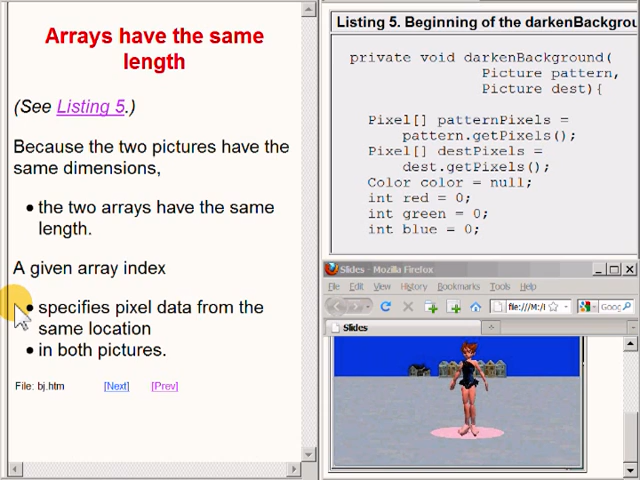 Arrays have the same
length
(See Listing 5.)
Because the two pictures have the
same dimensions,
• the two arrays have the same
length.
A given array index
• specifies pixel data from the
same location
• in both pictures.
File: bj.htm [Next] [Prev]
Listing 5. Beginning of the darkenBackgrou
private void darkenBackground(
Picture pattern,
Picture dest){
Pixel[] patternPixels =
pattern.getPixels();
Pixel[] destPixels =
dest.getPixels();
Color color = null;
int red = 0;
int green = 0;
int blue = 0;
Slides - Mozilla Firefox
File Edit View History Bookmarks Tools Help
file:///M:/I
Goog
Slides